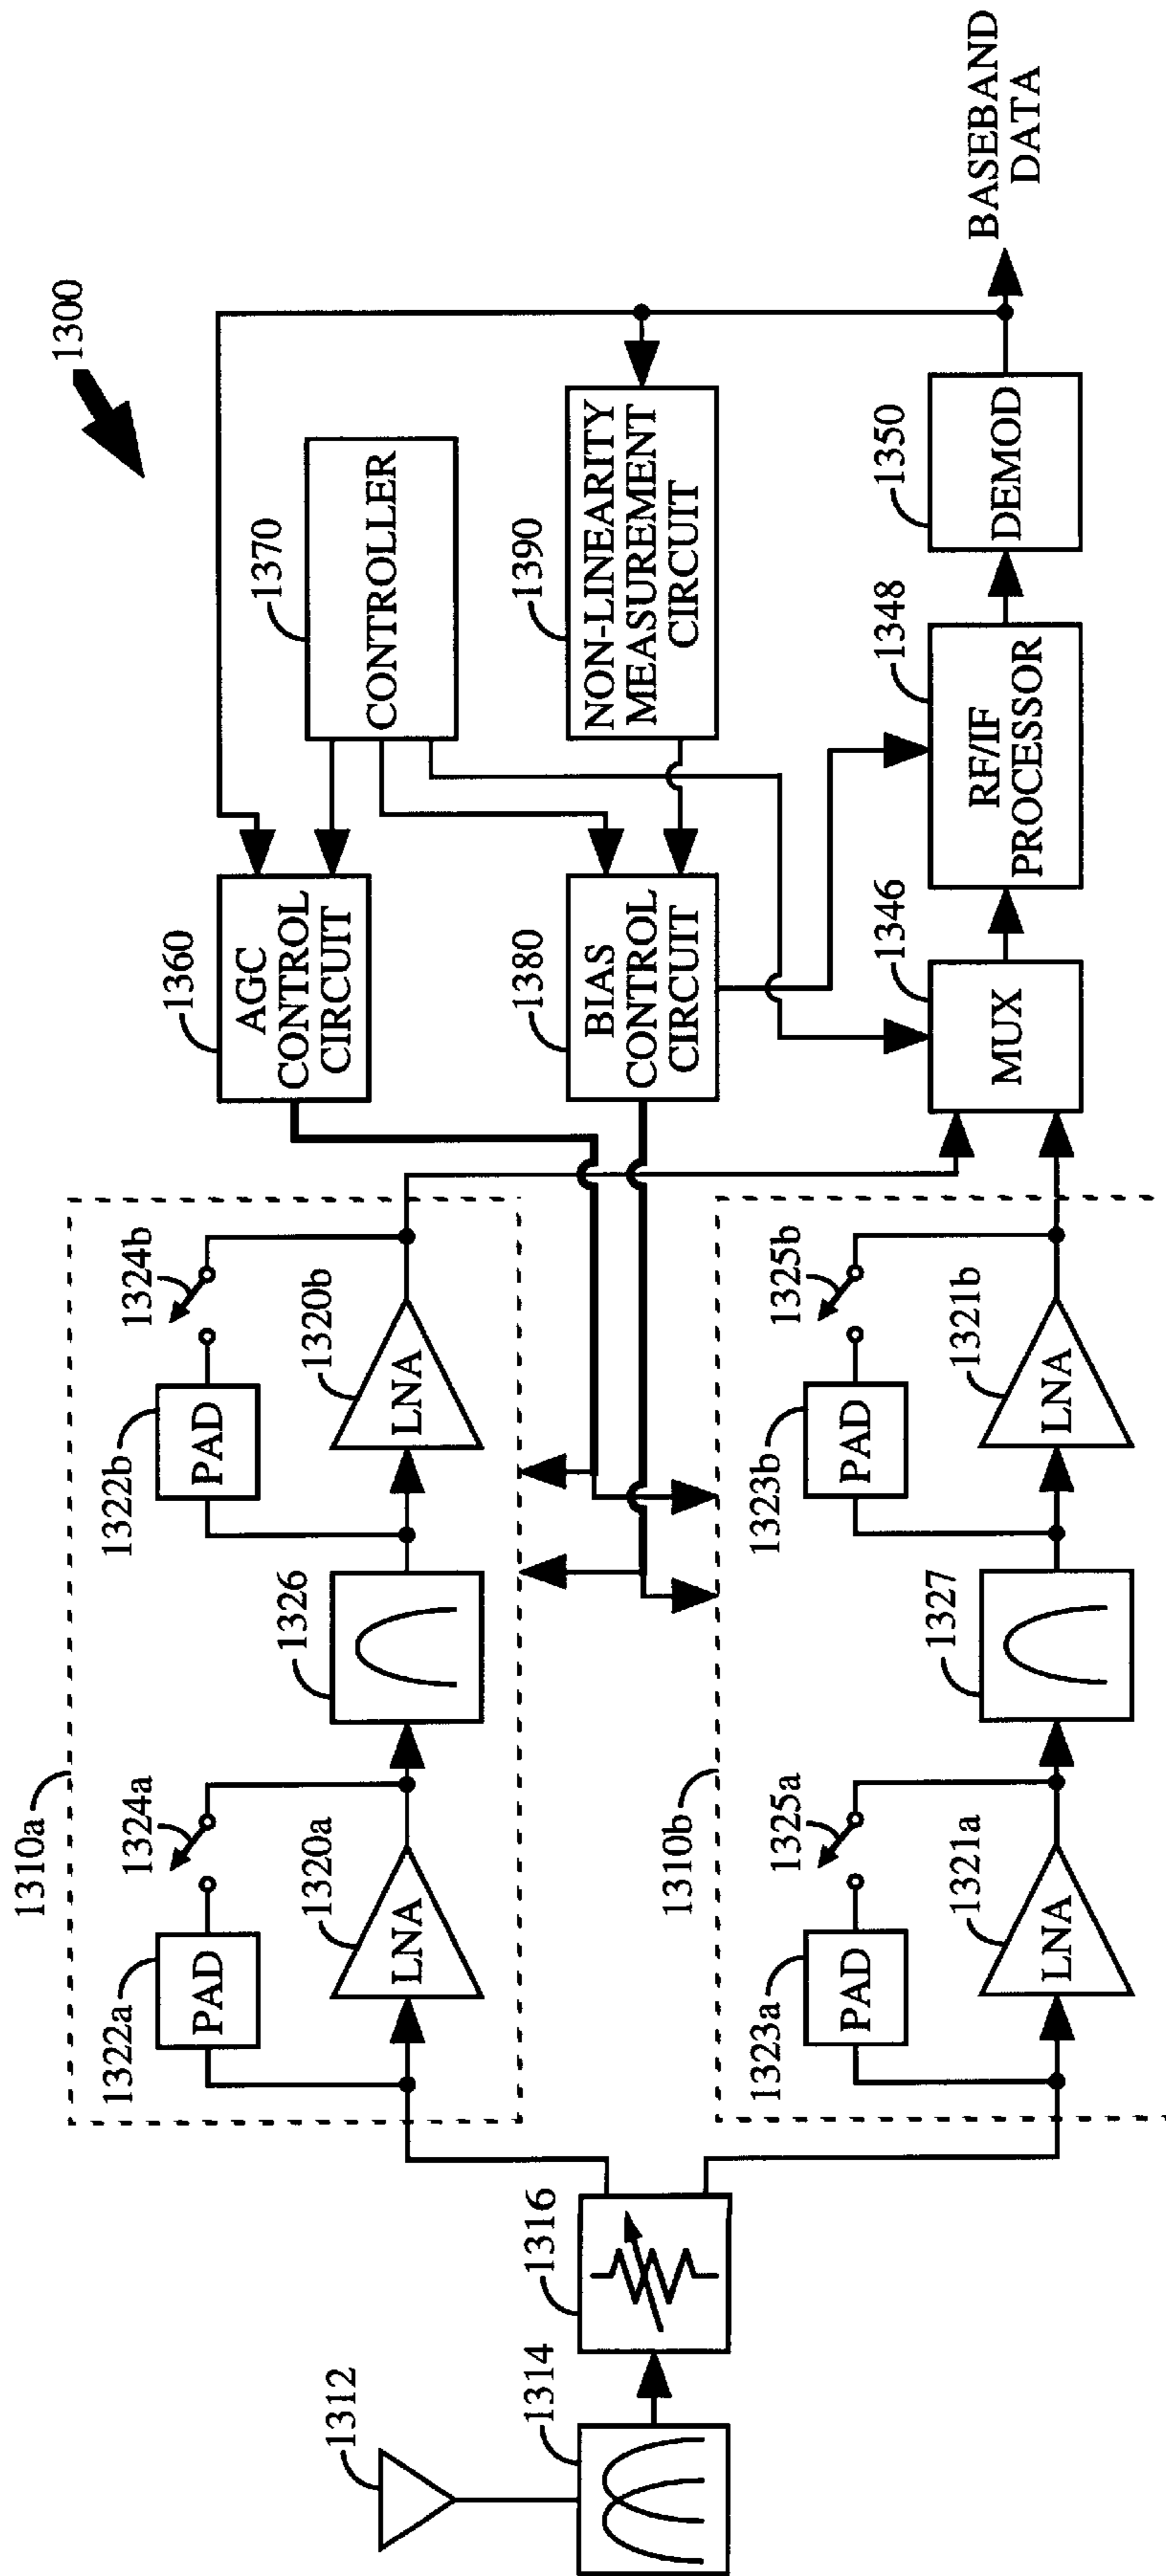 1300
1310a
1322a
PAD
1324a
1320a
LNA
1326
1322b
PAD
1324b
1320b
LNA
1360
AGC
CONTROL
CIRCUIT
1370
CONTROLLER
1380
BIAS
CONTROL
CIRCUIT
1390
NON-LINEARITY
MEASUREMENT
CIRCUIT
1312
1314
1316
1310b
1323a
PAD
1325a
1321a
LNA
1327
1323b
PAD
1325b
1321b
LNA
1346
MUX
1348
RF/IF
PROCESSOR
1350
DEMOD
BASEBAND
DATA